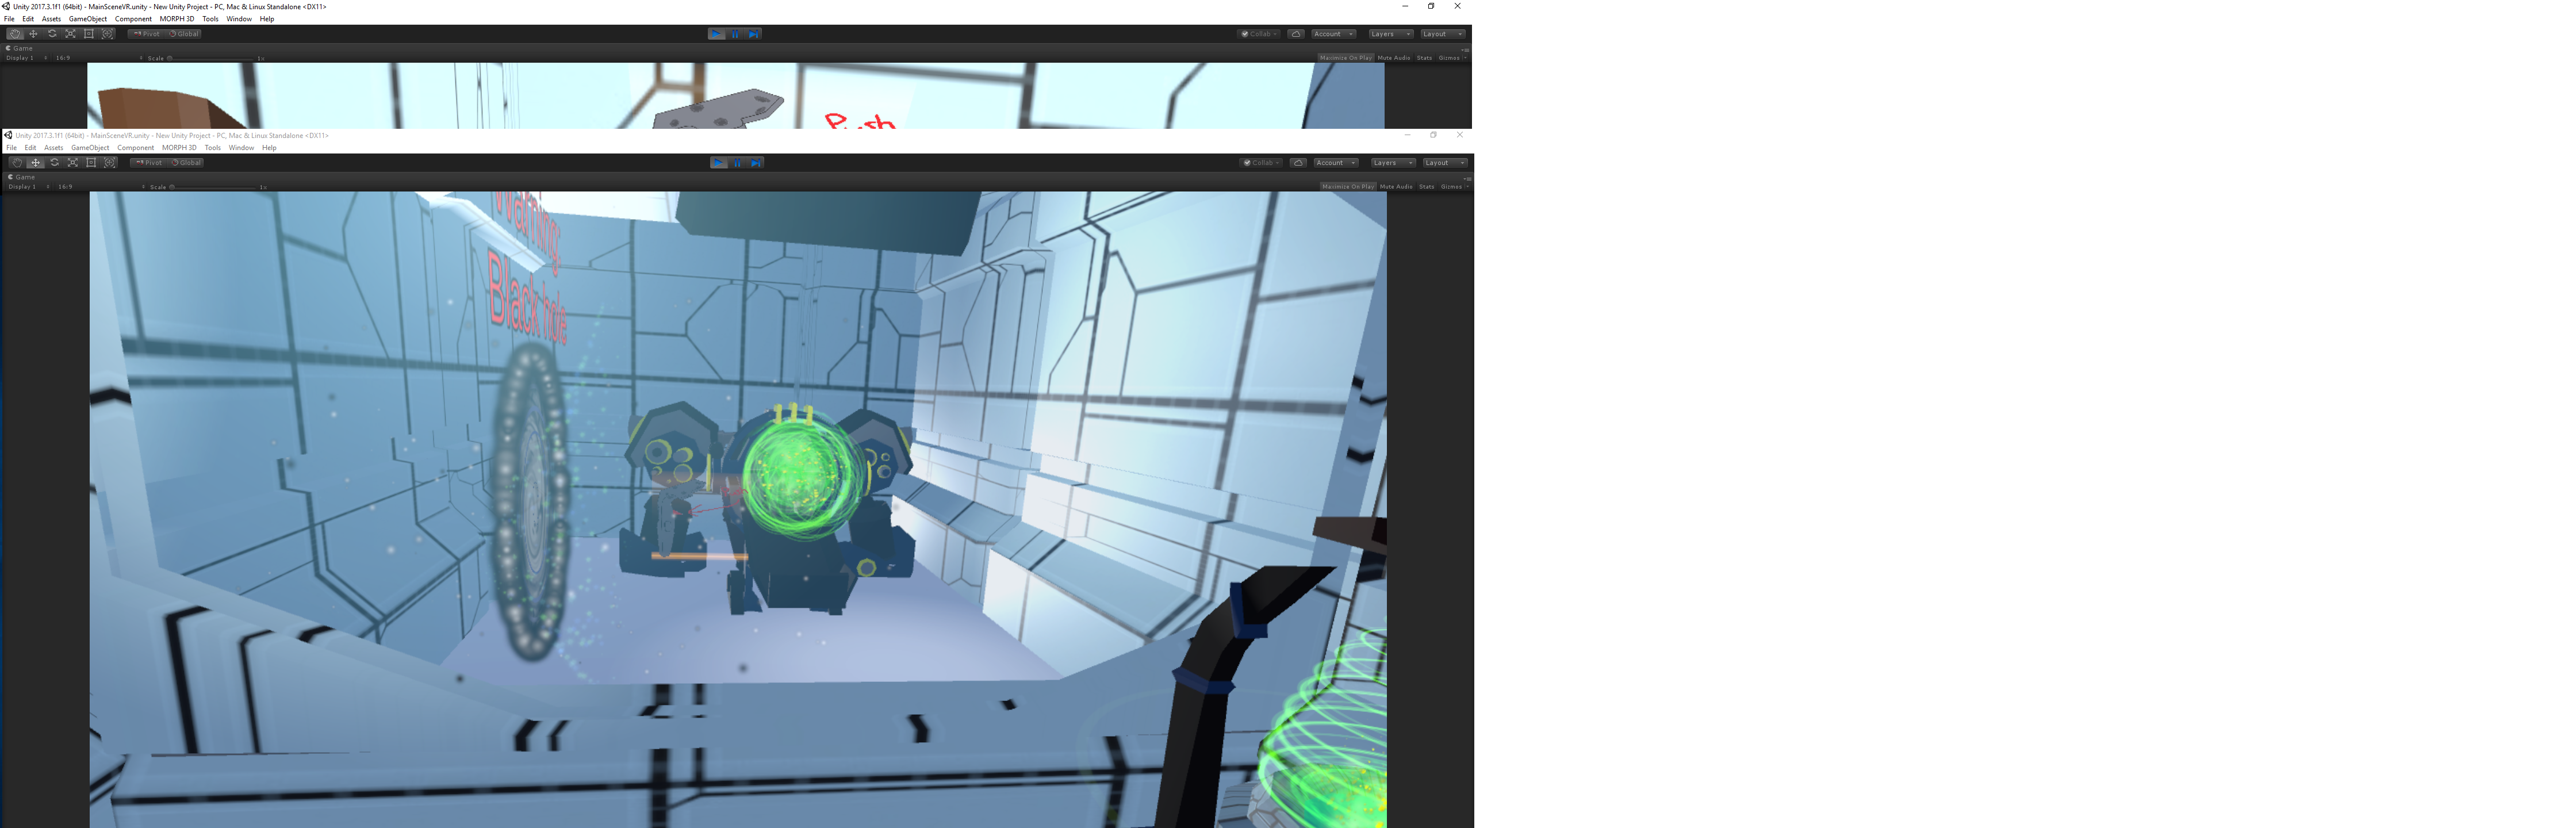 Unity 2017.3.1f1 (64bit) - MainSceneVR.unity - New Unity Project - PC, Mac & Linux Standalone <DX11>
File Edit Assets GameObject Component MORPH 3D Tools Window Help
Pivot Global Collab Account Layers Layout
Game
Display 1 16:9 Scale 1x Maximize On Play Mute Audio Stats Gizmos
Push
Unity 2017.3.1f1 (64bit) - MainSceneVR.unity - New Unity Project - PC, Mac & Linux Standalone <DX11>
File Edit Assets GameObject Component MORPH 3D Tools Window Help
Pivot Global Collab Account Layers Layout
Game
Display 1 16:9 Scale 1x Maximize On Play Mute Audio Stats Gizmos
Warning
Black hole